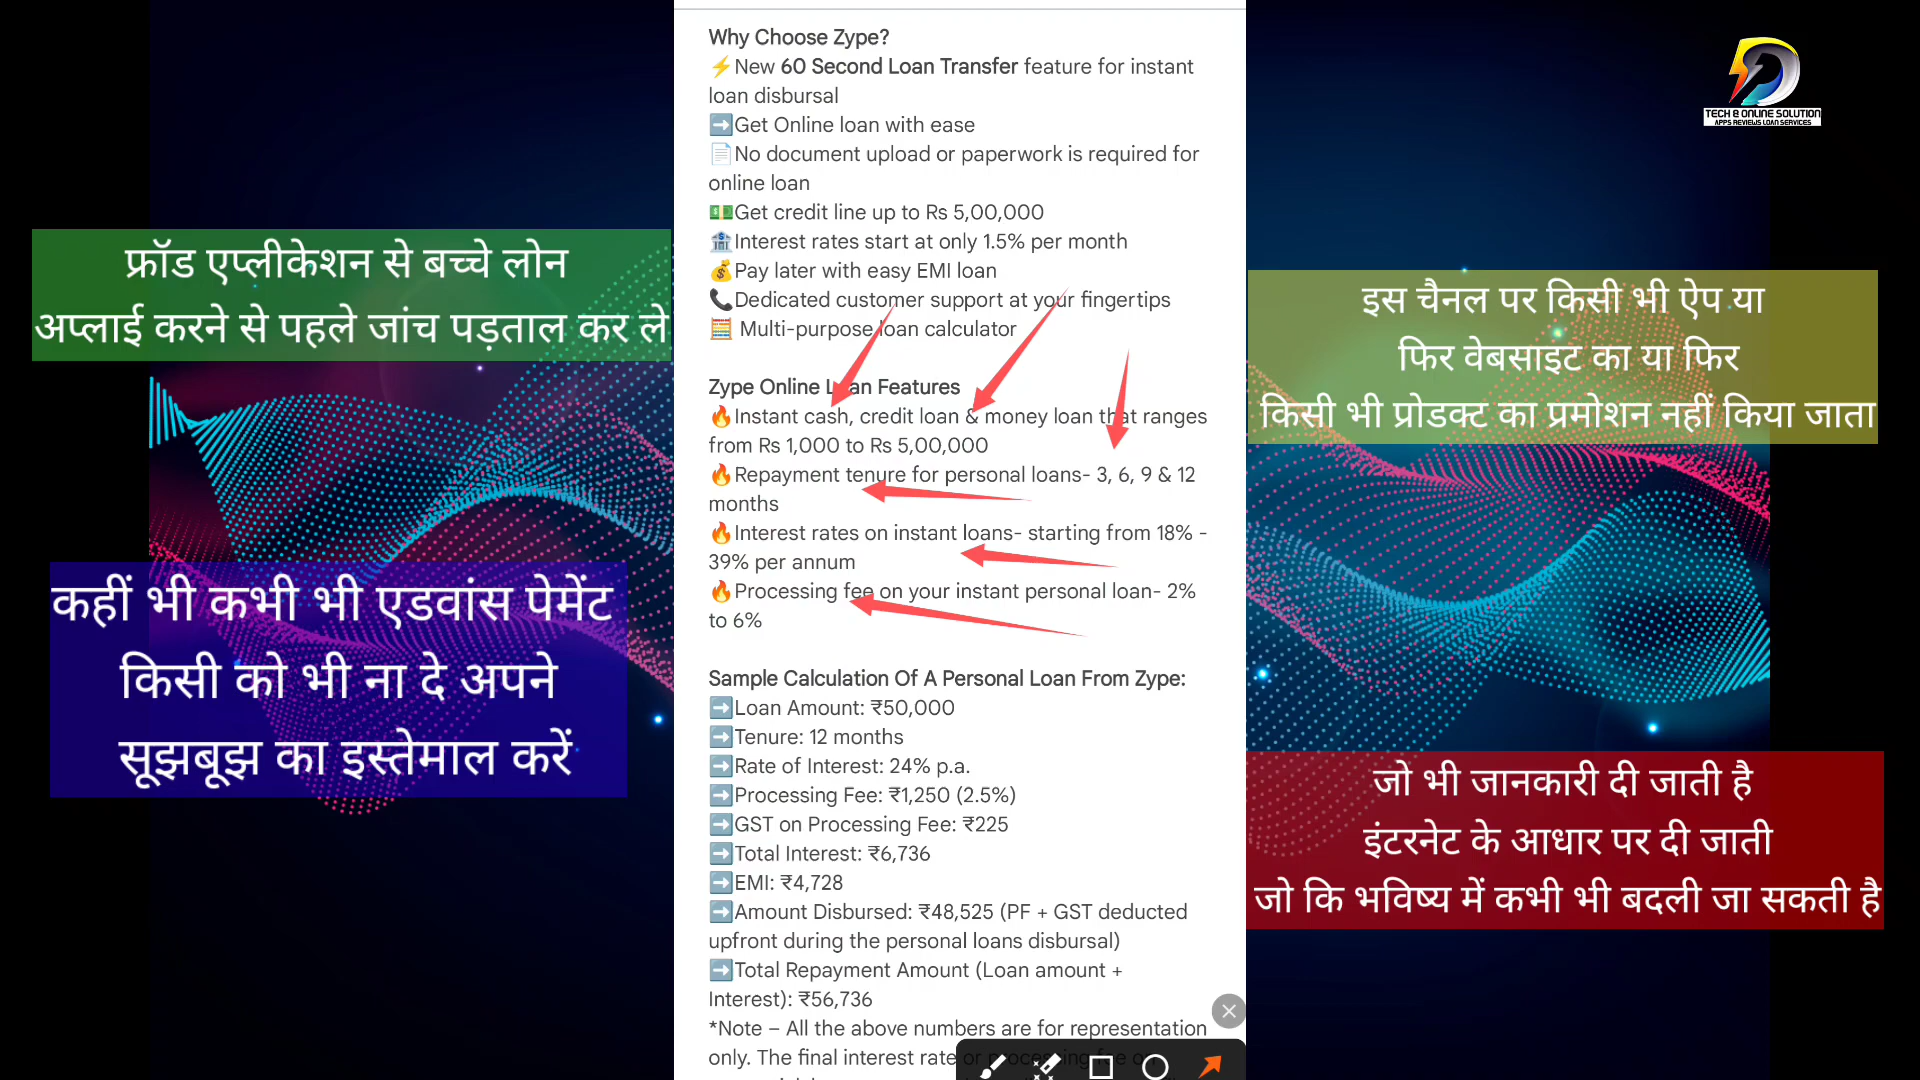 Why Choose Zype?
⚡New 60 Second Loan Transfer feature for instant
loan disbursal
➡️Get Online loan with ease
📄No document upload or paperwork is required for
online loan
💵Get credit line up to Rs 5,00,000
🏦Interest rates start at only 1.5% per month
💰Pay later with easy EMI loan
📞Dedicated customer support at your fingertips
🧮 Multi-purpose loan calculator
Zype Online Loan Features
🔥Instant cash, credit loan & money loan that ranges
from Rs 1,000 to Rs 5,00,000
🔥Repayment tenure for personal loans- 3, 6, 9 & 12
months
🔥Interest rates on instant loans- starting from 18% -
39% per annum
🔥Processing fee on your instant personal loan- 2%
to 6%
Sample Calculation Of A Personal Loan From Zype:
➡️Loan Amount: ₹50,000
➡️Tenure: 12 months
➡️Rate of Interest: 24% p.a.
➡️Processing Fee: ₹1,250 (2.5%)
➡️GST on Processing Fee: ₹225
➡️Total Interest: ₹6,736
➡️EMI: ₹4,728
➡️Amount Disbursed: ₹48,525 (PF + GST deducted
upfront during the personal loans disbursal)
➡️Total Repayment Amount (Loan amount +
Interest): ₹56,736
*Note – All the above numbers are for representation
only. The final interest rate or processing fee
फ्रॉड एप्लीकेशन से बच्चे लोन
अप्लाई करने से पहले जांच पड़ताल कर ले
कहीं भी कभी भी एडवांस पेमेंट
किसी को भी ना दे अपने
सूझबूझ का इस्तेमाल करें
TECH & ONLINE SOLUTION
APPS REVIEWS LOAN SERVICES
इस चैनल पर किसी भी ऐप या
फिर वेबसाइट का या फिर
किसी भी प्रोडक्ट का प्रमोशन नहीं किया जाता
जो भी जानकारी दी जाती है
इंटरनेट के आधार पर दी जाती
जो कि भविष्य में कभी भी बदली जा सकती है